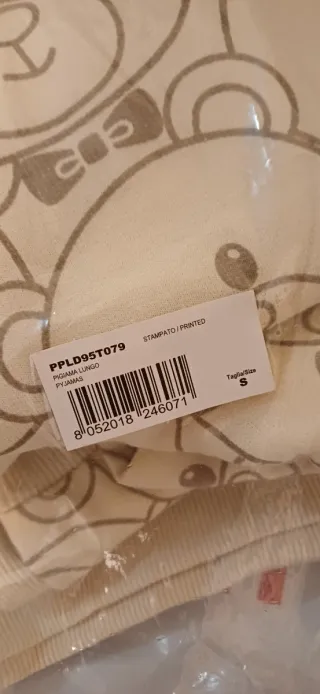 PPLD95T079
STAMPATO / PRINTED
PIGIAMA LUNGO
PYJAMAS
Taglia/Size
S
8 052018 246071